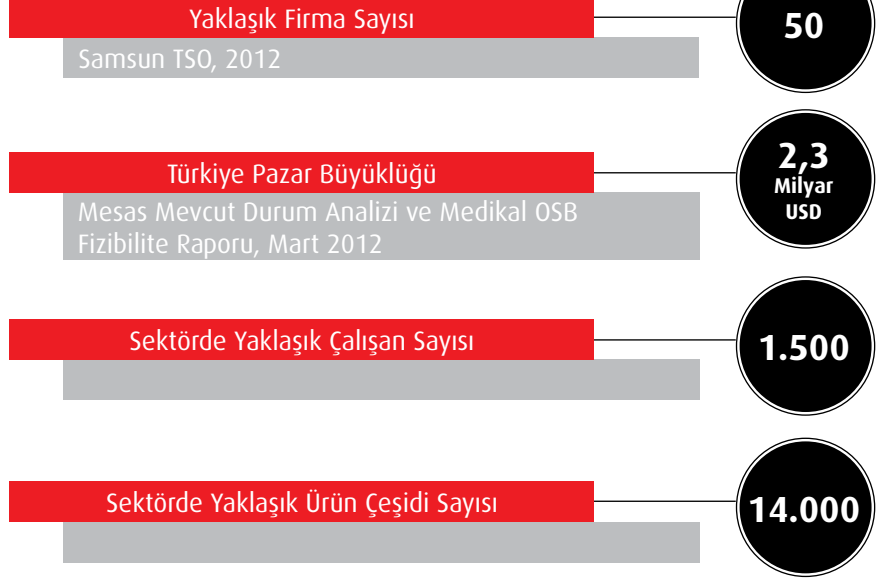 Yaklaşık Firma Sayısı
50
Samsun TSO, 2012
Türkiye Pazar Büyüklüğü
2,3
Milyar
USD
Mesas Mevcut Durum Analizi ve Medikal OSB
Fizibilite Raporu, Mart 2012
Sektörde Yaklaşık Çalışan Sayısı
1.500
Sektörde Yaklaşık Ürün Çeşidi Sayısı
14.000